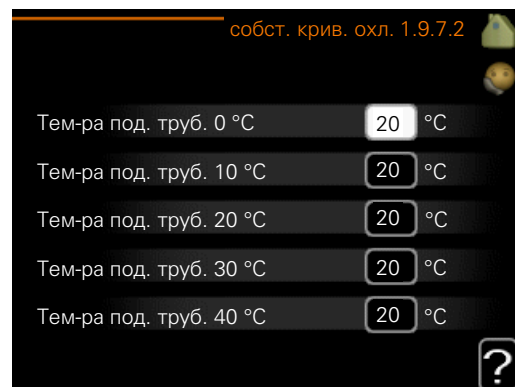 собст. крив. охл. 1.9.7.2
Тем-ра под. труб. 0 °C 20 °C
Тем-ра под. труб. 10 °C 20 °C
Тем-ра под. труб. 20 °C 20 °C
Тем-ра под. труб. 30 °C 20 °C
Тем-ра под. труб. 40 °C 20 °C
?